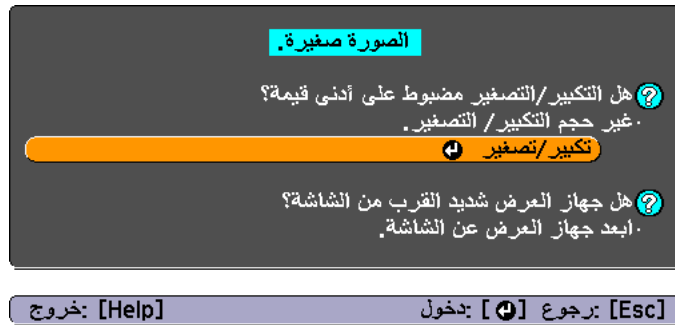 الصورة صغيرة.
هل التكبير/التصغير مضبوط على أدنى قيمة؟
·غير حجم التكبير/ التصغير.
تكبير/تصغير
هل جهاز العرض شديد القرب من الشاشة؟
·ابعد جهاز العرض عن الشاشة.
[Esc] :رجوع [⏎] :دخول [Help] :خروج